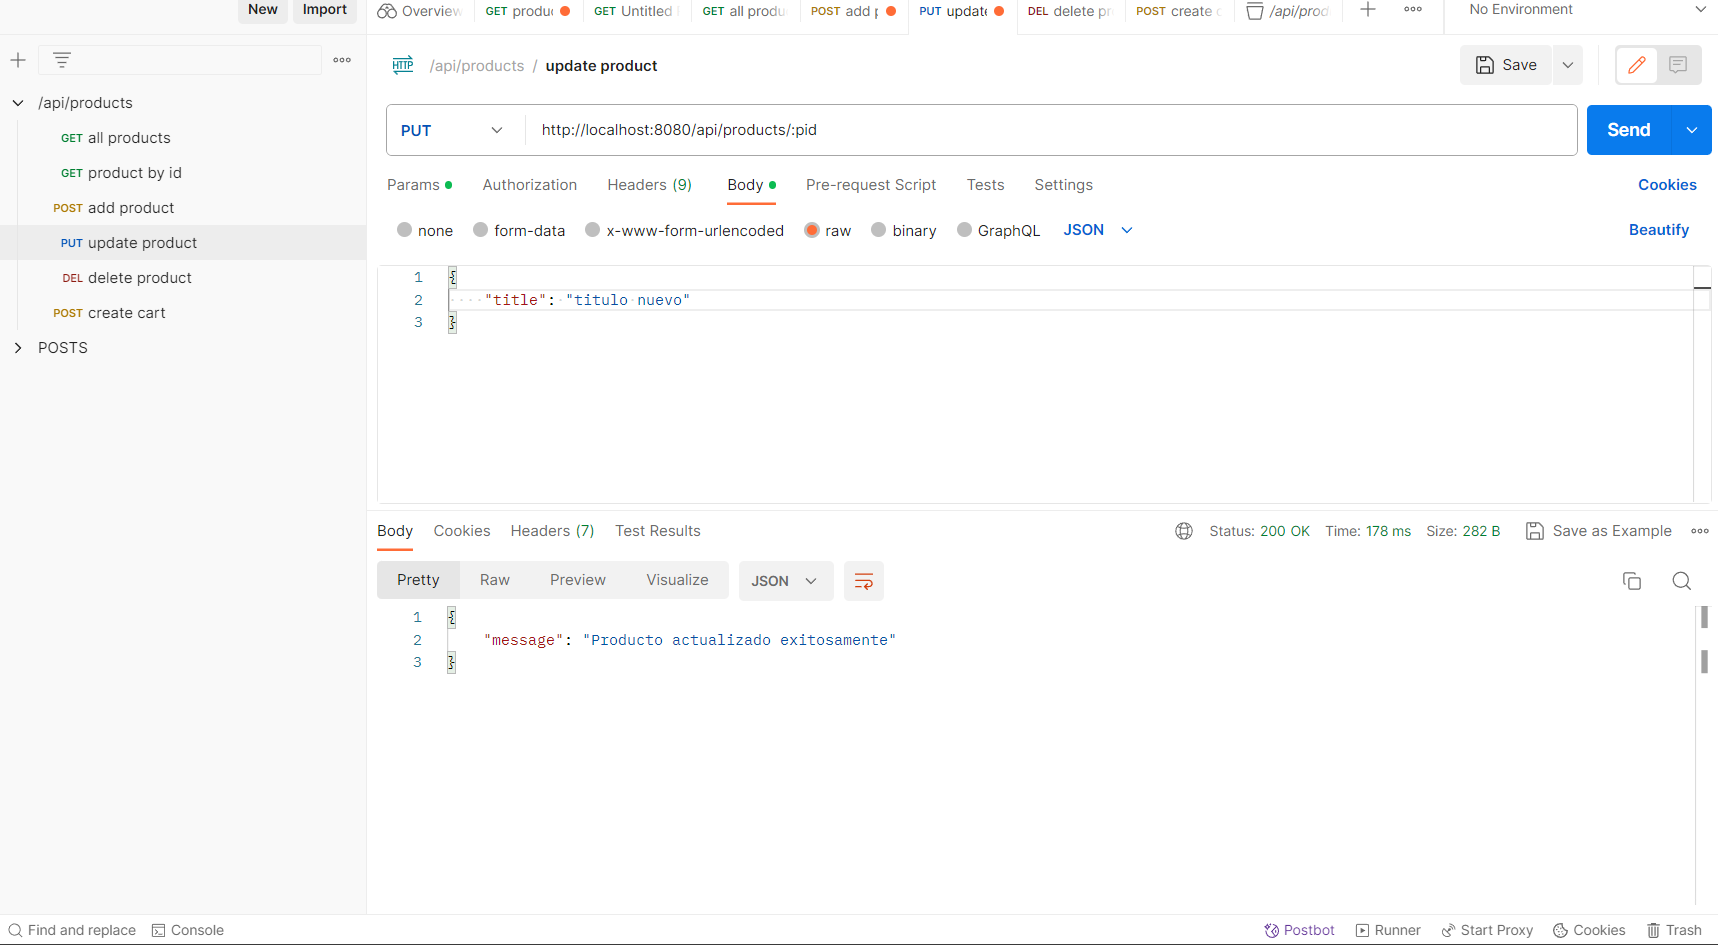 New Import Overview GET produc GET Untitled GET all produ POST add p PUT update DEL delete pr POST create c /api/prod No Environment
/api/products / update product Save
/api/products
GET all products
GET product by id
POST add product
PUT update product
DEL delete product
POST create cart
POSTS
PUT http://localhost:8080/api/products/:pid Send
Params Authorization Headers (9) Body Pre-request Script Tests Settings Cookies
none form-data x-www-form-urlencoded raw binary GraphQL JSON Beautify
1 {
2 "title": "titulo nuevo"
3 }
Body Cookies Headers (7) Test Results Status: 200 OK Time: 178 ms Size: 282 B Save as Example
Pretty Raw Preview Visualize JSON
1 {
2 "message": "Producto actualizado exitosamente"
3 }
Find and replace Console Postbot Runner Start Proxy Cookies Trash